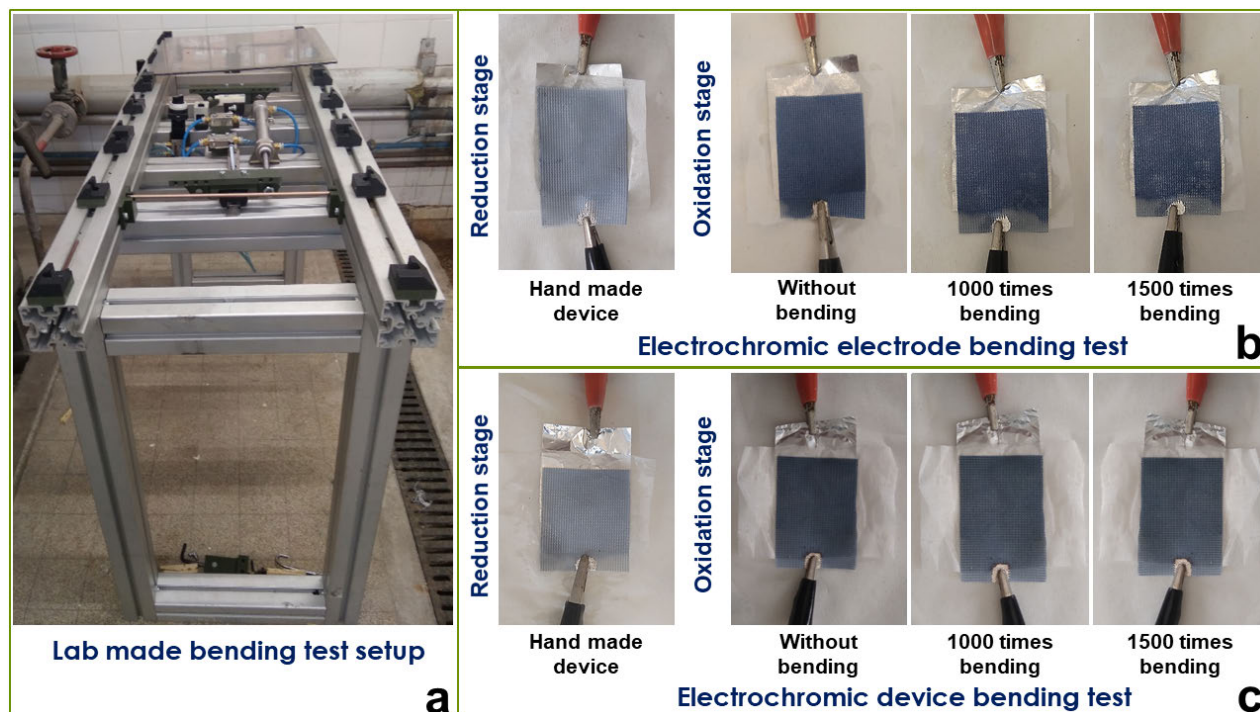 Lab made bending test setup
a
Reduction stage
Oxidation stage
Hand made
device
Without
bending
1000 times
bending
1500 times
bending
Electrochromic electrode bending test
b
Reduction stage
Oxidation stage
Hand made
device
Without
bending
1000 times
bending
1500 times
bending
Electrochromic device bending test
c